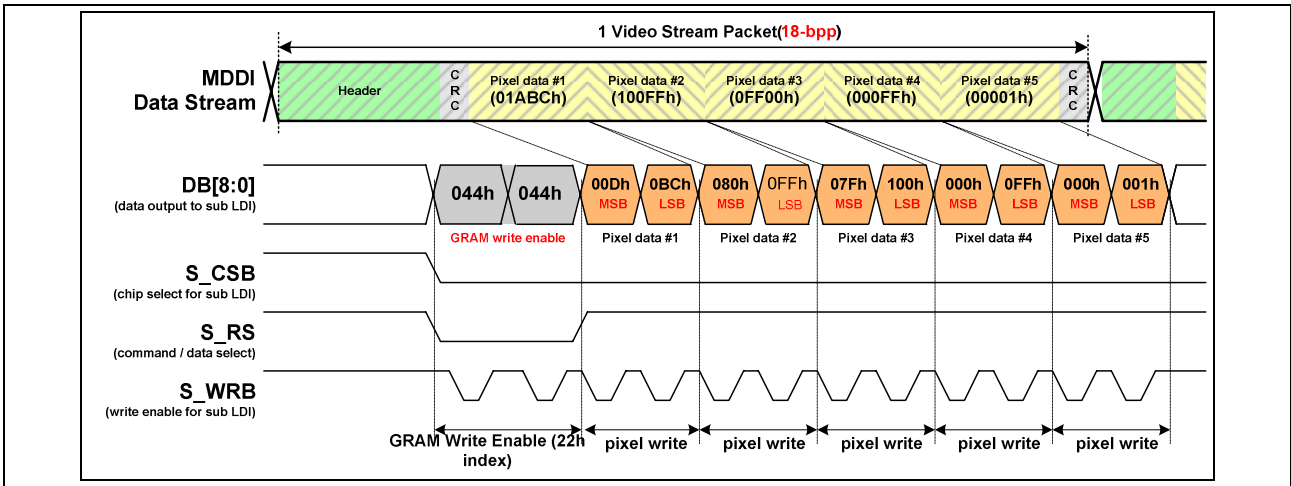 1 Video Stream Packet(18-bpp)
MDDI
Data Stream
Header
C
R
C
Pixel data #1
(01ABCh)
Pixel data #2
(100FFh)
Pixel data #3
(0FF00h)
Pixel data #4
(000FFh)
Pixel data #5
(00001h)
C
R
C
DB[8:0]
(data output to sub LDI)
044h 044h 00Dh 0BCh 080h 0FFh 07Fh 100h 000h 0FFh 000h 001h
MSB LSB MSB LSB MSB LSB MSB LSB MSB LSB
GRAM write enable Pixel data #1 Pixel data #2 Pixel data #3 Pixel data #4 Pixel data #5
S_CSB
(chip select for sub LDI)
S_RS
(command / data select)
S_WRB
(write enable for sub LDI)
GRAM Write Enable (22h
index)
pixel write pixel write pixel write pixel write pixel write